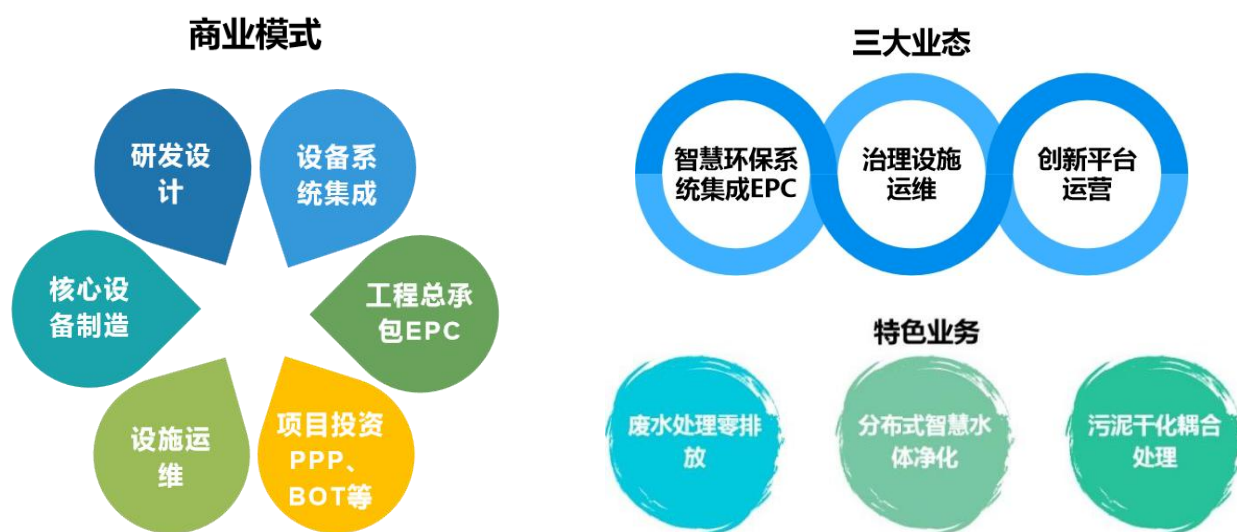 商业模式
研发设
计
设备系
统集成
核心设
备制造
工程总承
包EPC
设施运
维
项目投资
PPP、
BOT等
三大业态
智慧环保系
统集成EPC
治理设施
运维
创新平台
运营
特色业务
废水处理零排
放
分布式智慧水
体净化
污泥干化耦合
处理